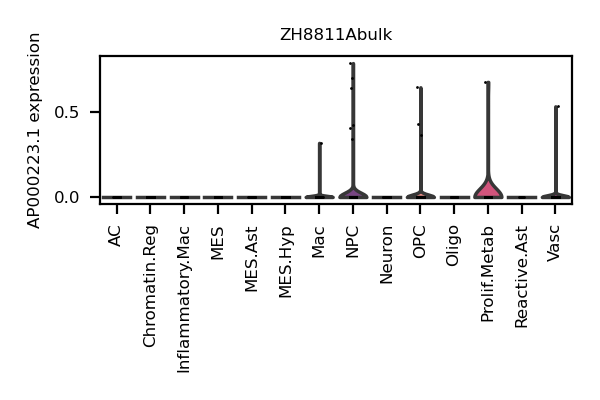 ZH8811Abulk
AP000223.1 expression
0.5
0.0
AC
Chromatin.Reg
Inflammatory.Mac
MES
MES.Ast
MES.Hyp
Mac
NPC
Neuron
OPC
Oligo
Prolif.Metab
Reactive.Ast
Vasc